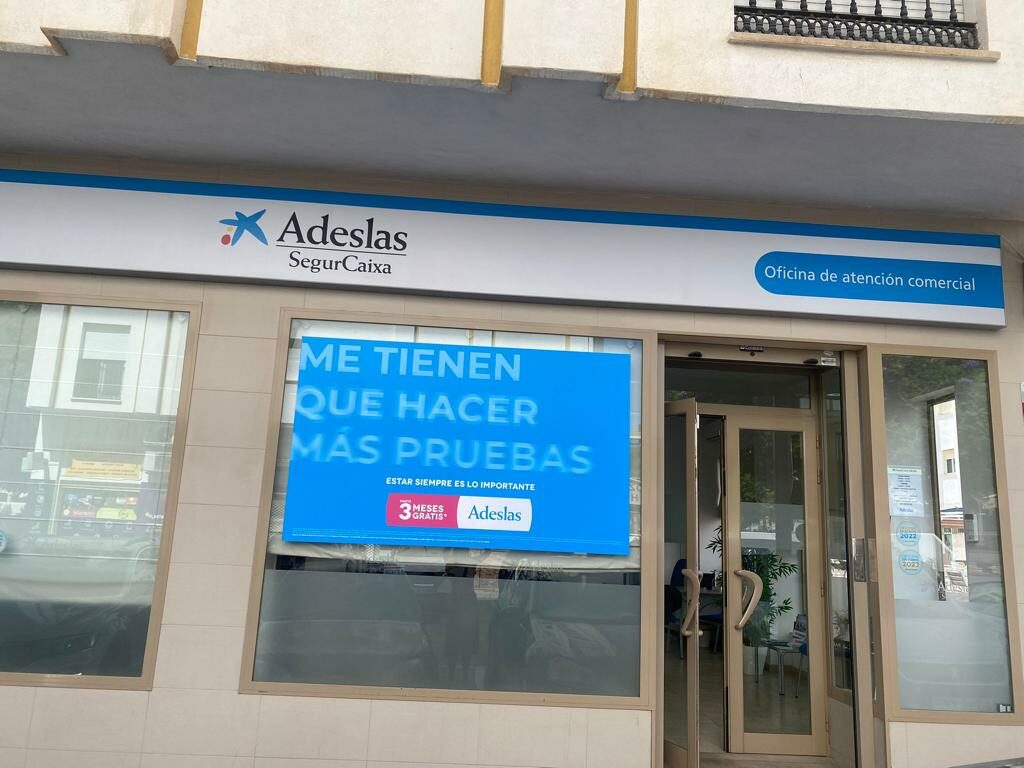 Adeslas
SegurCaixa
Oficina de atención comercial
ME TIENEN
QUE HACER
MÁS PRUEBAS
ESTAR SIEMPRE ES LO IMPORTANTE
3 MESES
GRATIS*
Adeslas
2022
2023